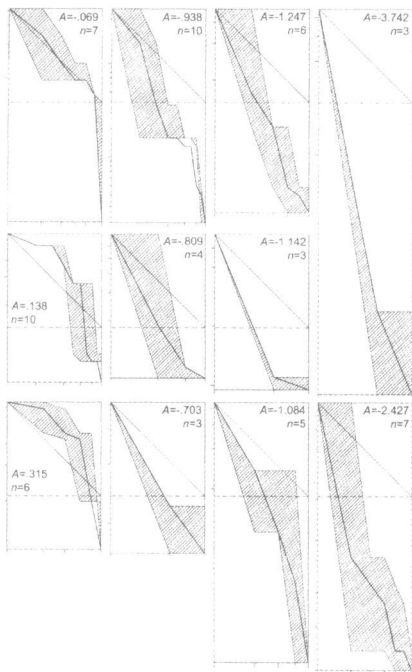 A=-.069
n=7
A=-.938
n=10
A=-1.247
n=6
A=-3.742
n=3
A=.138
n=10
A=-.809
n=4
A=-1.142
n=3
A=.315
n=6
A=-.703
n=3
A=-1.084
n=5
A=-2.427
n=7